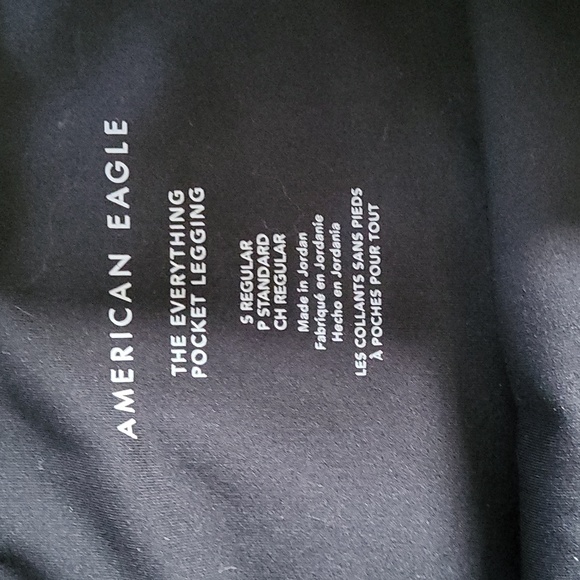 AMERICAN EAGLE
THE EVERYTHING
POCKET LEGGING
S REGULAR
P STANDARD
CH REGULAR
Made in Jordan
Fabriqué en Jordanie
Hecho en Jordania
LES COLLANTS SANS PIEDS
À POCHES POUR TOUT